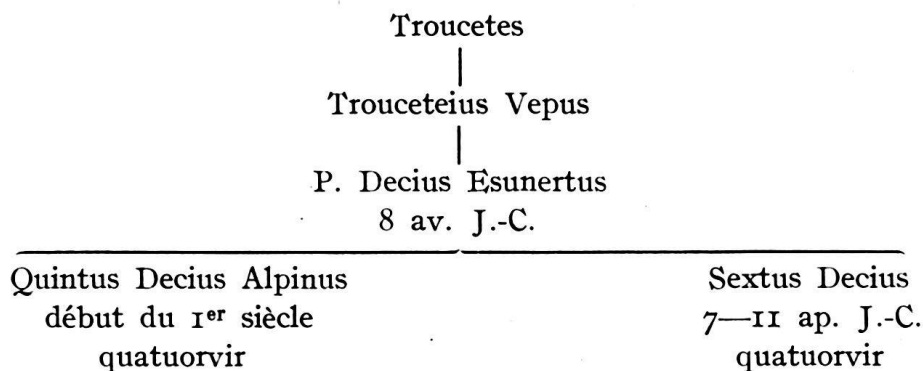 Troucetes
Trouceteius Vepus
P. Decius Esunertus
8 av. J.-C.
Quintus Decius Alpinus
début du Ier siècle
quatuorvir
Sextus Decius
7—11 ap. J.-C.
quatuorvir